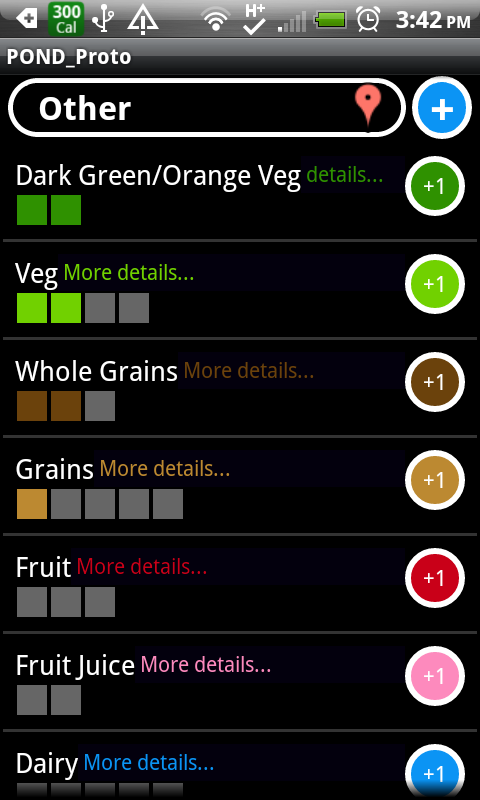 300
Cal
H+
3:42 PM
POND_Proto
Other
+
Dark Green/Orange Veg details...
+1
Veg More details...
+1
Whole Grains More details...
+1
Grains More details...
+1
Fruit More details...
+1
Fruit Juice More details...
+1
Dairy More details...
+1